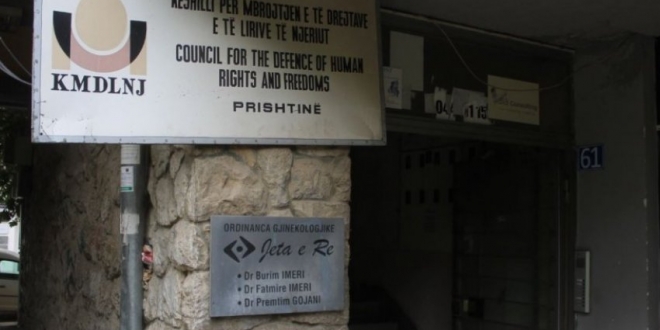 KËSHILLI PËR MBROJTJEN E TË DREJTAVE
E TË LIRIVE TË NJERIUT
COUNCIL FOR THE DEFENCE OF HUMAN
RIGHTS AND FREEDOMS
PRISHTINË
KMDLNJ
61
ORDINANCA GJINEKOLOGJIKE
Jeta e Re
• Dr Burim IMERI
• Dr Fatmire IMERI
• Dr Premtim GOJANI